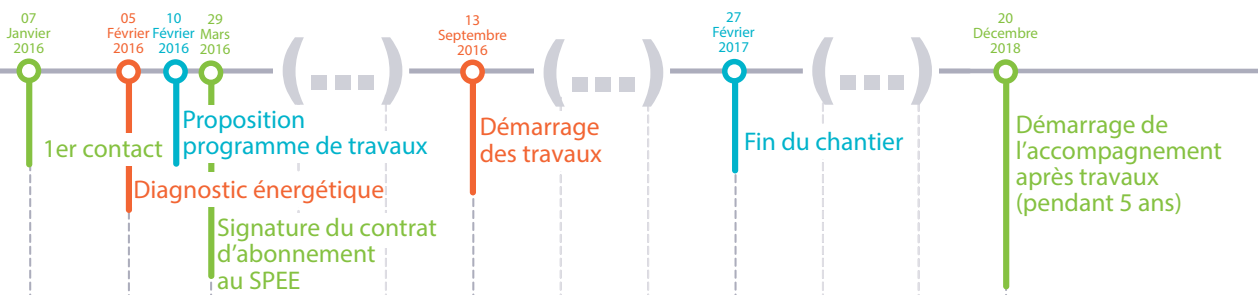 07
Janvier
2016
05
Février
2016
10
Février
2016
29
Mars
2016
(...)
13
Septembre
2016
(...)
27
Février
2017
(...)
20
Décembre
2018
1er contact
Diagnostic énergétique
Proposition
programme de travaux
Signature du contrat
d'abonnement
au SPEE
Démarrage
des travaux
Fin du chantier
Démarrage de
l'accompagnement
après travaux
(pendant 5 ans)